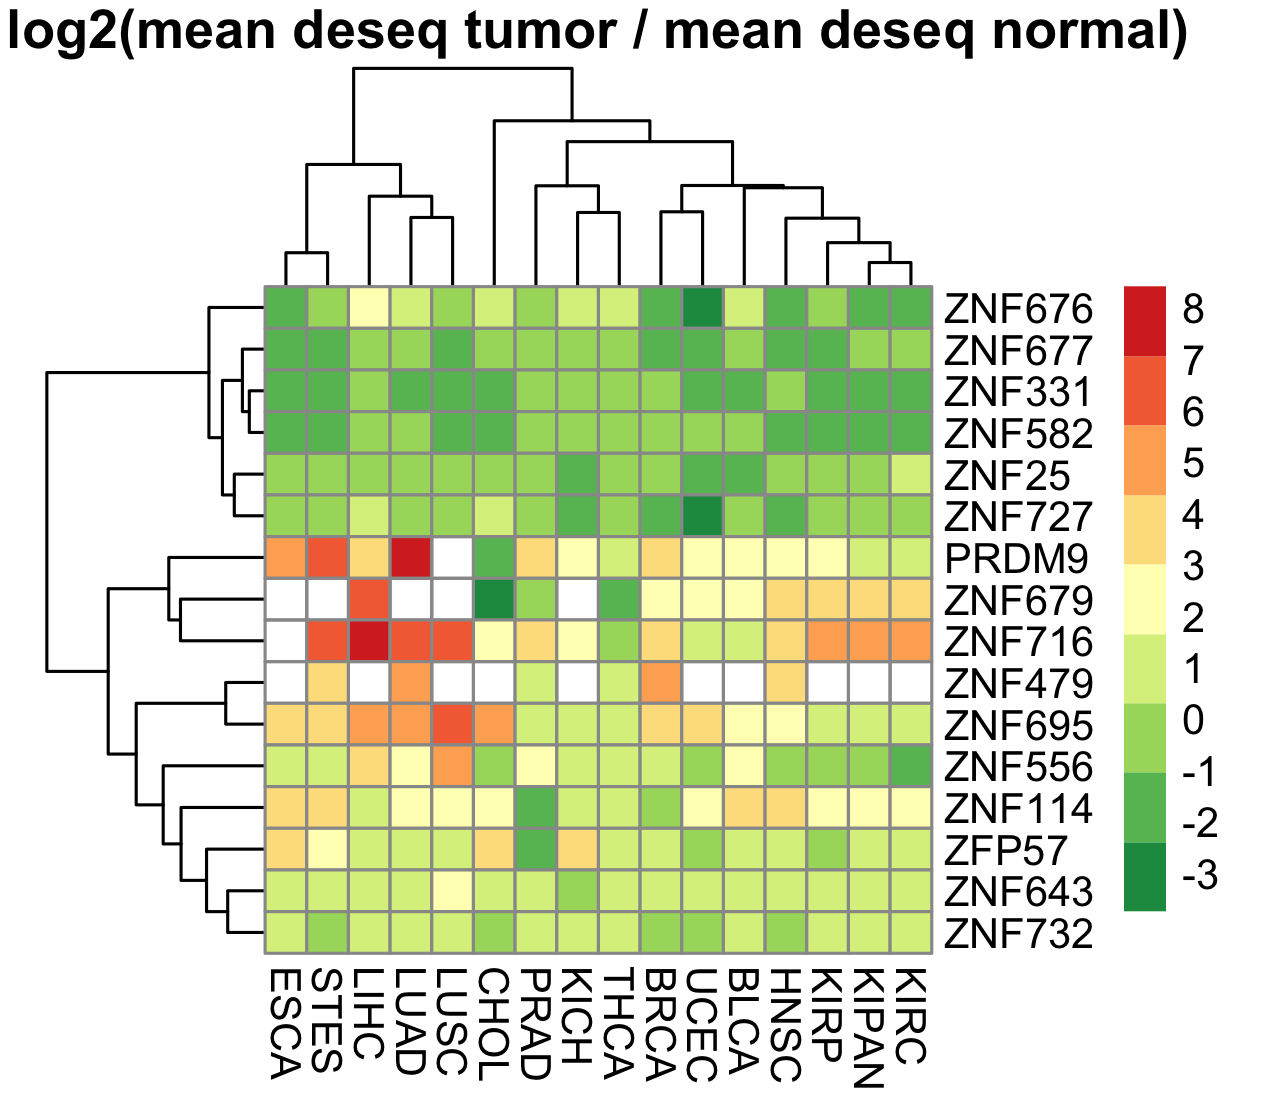 log2(mean deseq tumor / mean deseq normal)
ZNF676
ZNF677
ZNF331
ZNF582
ZNF25
ZNF727
PRDM9
ZNF679
ZNF716
ZNF479
ZNF695
ZNF556
ZNF114
ZFP57
ZNF643
ZNF732
8
7
6
5
4
3
2
1
0
-1
-2
-3
ESCA
STES
LIHC
LUAD
LUSC
CHOL
PRAD
KICH
THCA
BRCA
UCEC
BLCA
HNSC
KIRP
KIPAN
KIRC